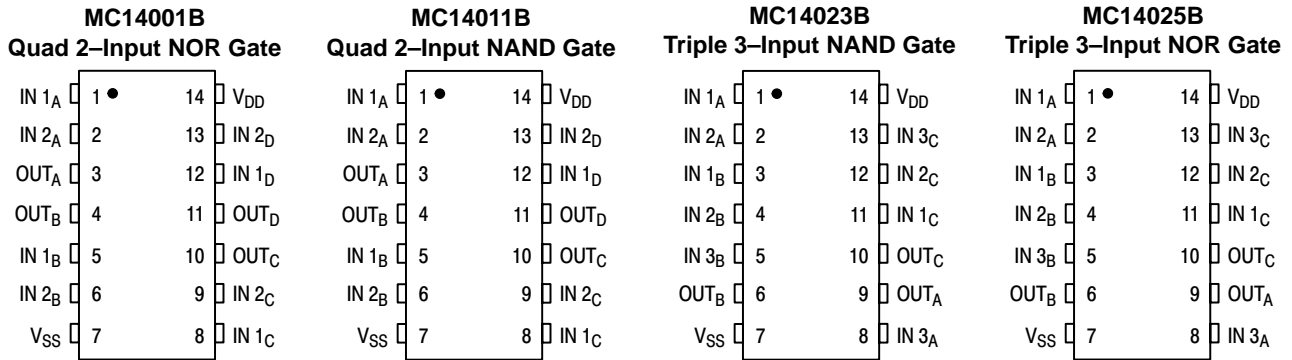 MC14001B
Quad 2–Input NOR Gate
IN 1A 1 14 VDD
IN 2A 2 13 IN 2D
OUTA 3 12 IN 1D
OUTB 4 11 OUTD
IN 1B 5 10 OUTC
IN 2B 6 9 IN 2C
VSS 7 8 IN 1C
MC14011B
Quad 2–Input NAND Gate
IN 1A 1 14 VDD
IN 2A 2 13 IN 2D
OUTA 3 12 IN 1D
OUTB 4 11 OUTD
IN 1B 5 10 OUTC
IN 2B 6 9 IN 2C
VSS 7 8 IN 1C
MC14023B
Triple 3–Input NAND Gate
IN 1A 1 14 VDD
IN 2A 2 13 IN 3C
IN 1B 3 12 IN 2C
IN 2B 4 11 IN 1C
IN 3B 5 10 OUTC
OUTB 6 9 OUTA
VSS 7 8 IN 3A
MC14025B
Triple 3–Input NOR Gate
IN 1A 1 14 VDD
IN 2A 2 13 IN 3C
IN 1B 3 12 IN 2C
IN 2B 4 11 IN 1C
IN 3B 5 10 OUTC
OUTB 6 9 OUTA
VSS 7 8 IN 3A